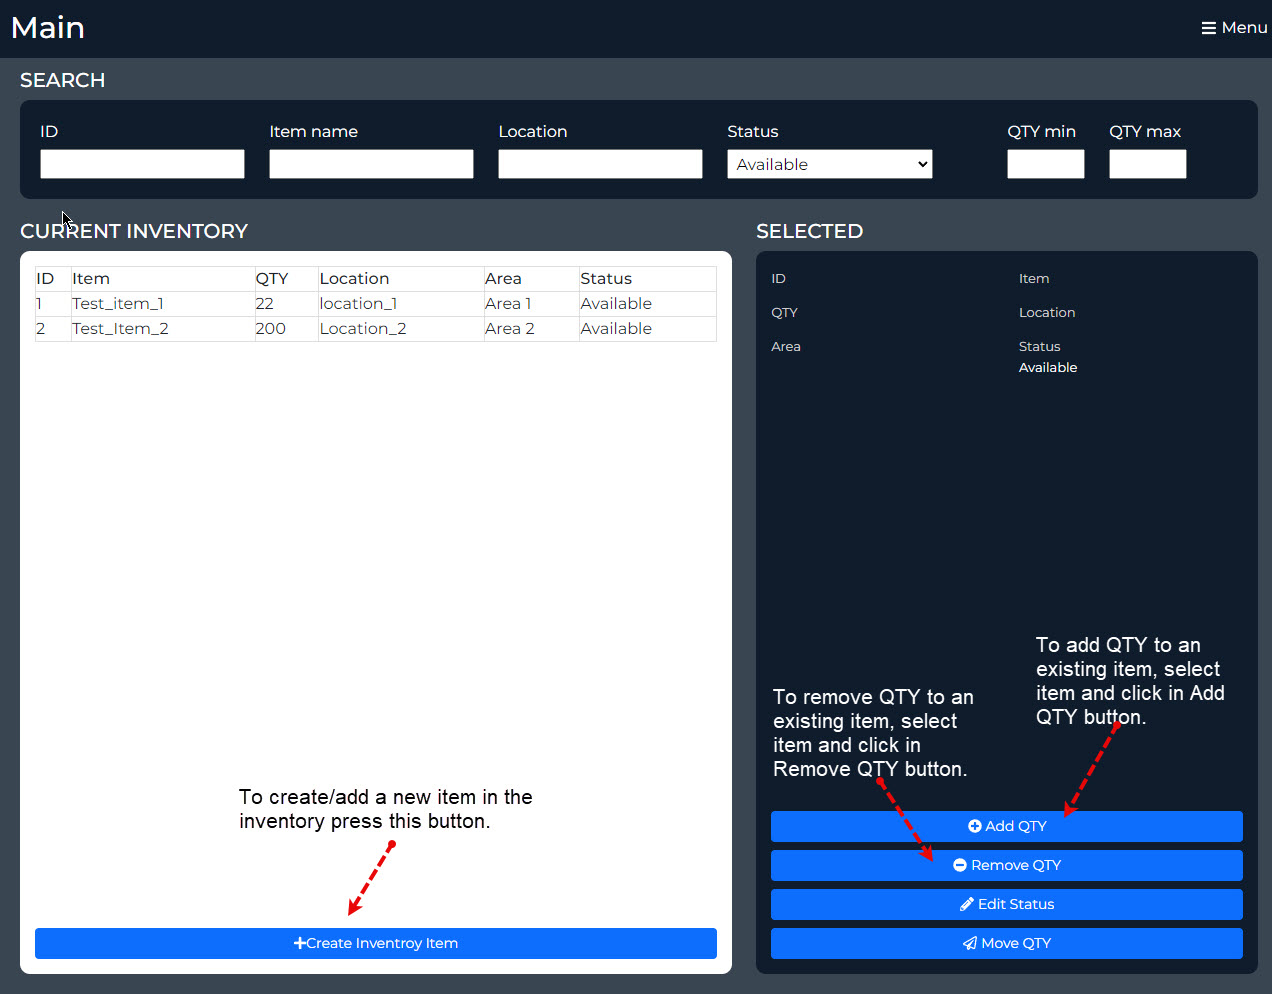 Main
Menu
SEARCH
ID Item name Location Status QTY min QTY max
Available
CURRENT INVENTORY
ID Item QTY Location Area Status
1 Test_item_1 22 location_1 Area 1 Available
2 Test_Item_2 200 Location_2 Area 2 Available
To create/add a new item in the
inventory press this button.
Create Inventroy Item
SELECTED
ID Item
QTY Location
Area Status
Available
To remove QTY to an
existing item, select
item and click in
Remove QTY button.
To add QTY to an
existing item, select
item and click in Add
QTY button.
Add QTY
Remove QTY
Edit Status
Move QTY